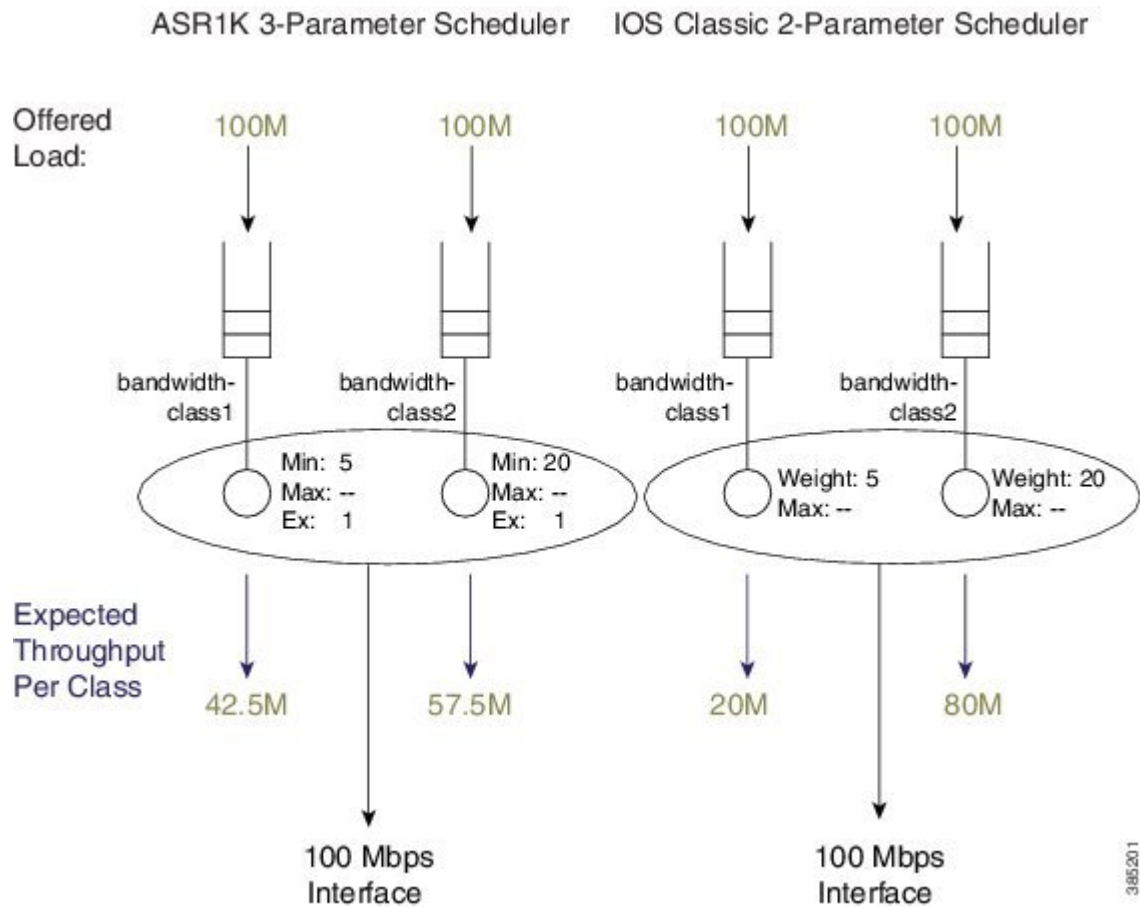 ASR1K 3-Parameter Scheduler
IOS Classic 2-Parameter Scheduler
Offered
Load:
100M
100M
100M
100M
bandwidth-
class1
bandwidth-
class2
bandwidth-
class1
bandwidth-
class2
Min: 5
Max: --
Ex: 1
Min: 20
Max: --
Ex: 1
Weight: 5
Max: --
Weight: 20
Max: --
Expected
Throughput
Per Class
42.5M
57.5M
20M
80M
100 Mbps
Interface
100 Mbps
Interface
385201